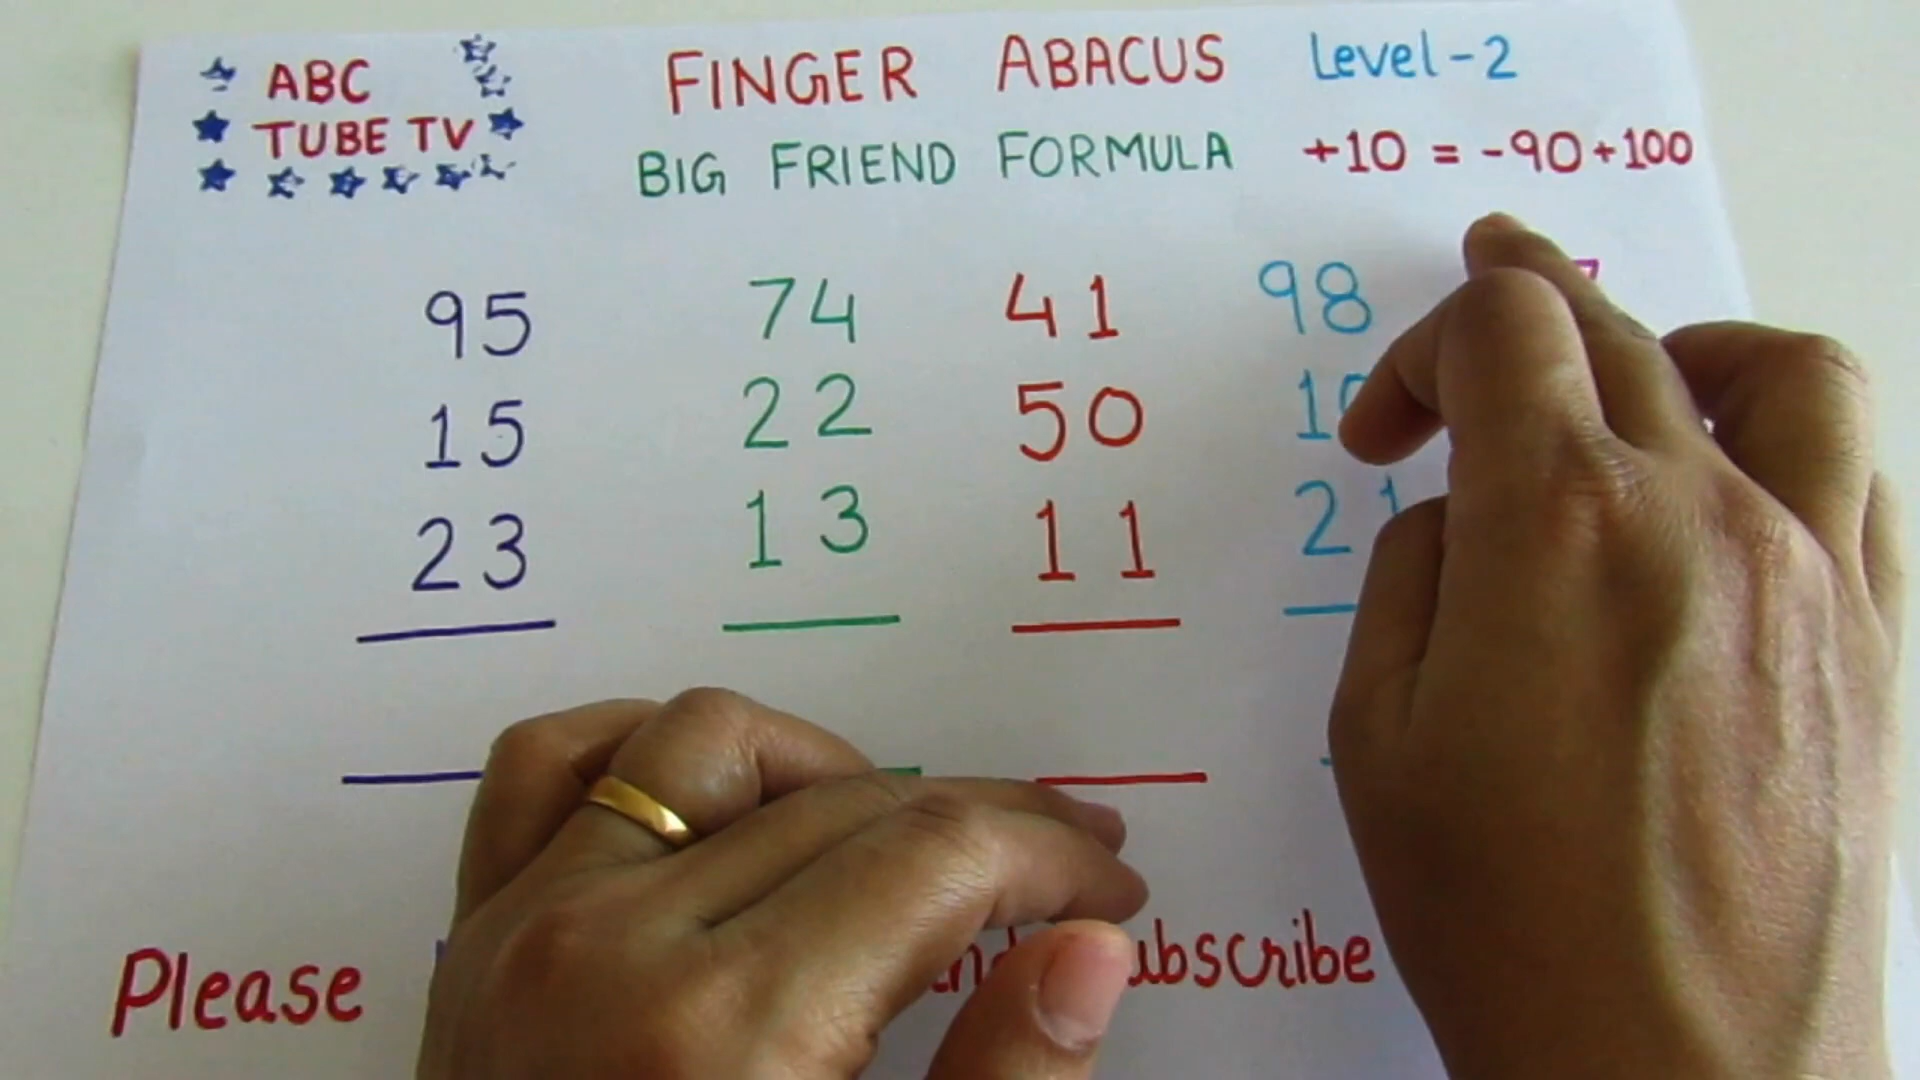 ABC
TUBE TV
FINGER ABACUS Level-2
BIG FRIEND FORMULA +10 = -90+100
95 74 41 98
15 22 50
23 13 11 21
Please